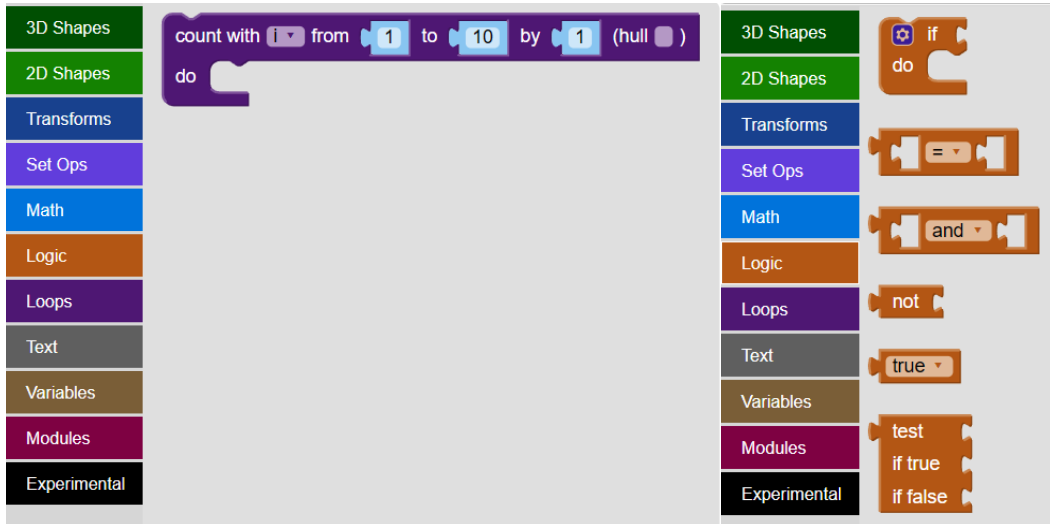 3D Shapes
2D Shapes
Transforms
Set Ops
Math
Logic
Loops
Text
Variables
Modules
Experimental
count with i from 1 to 10 by 1 (hull )
do
3D Shapes
2D Shapes
Transforms
Set Ops
Math
Logic
Loops
Text
Variables
Modules
Experimental
if
do
=
and
not
true
test
if true
if false